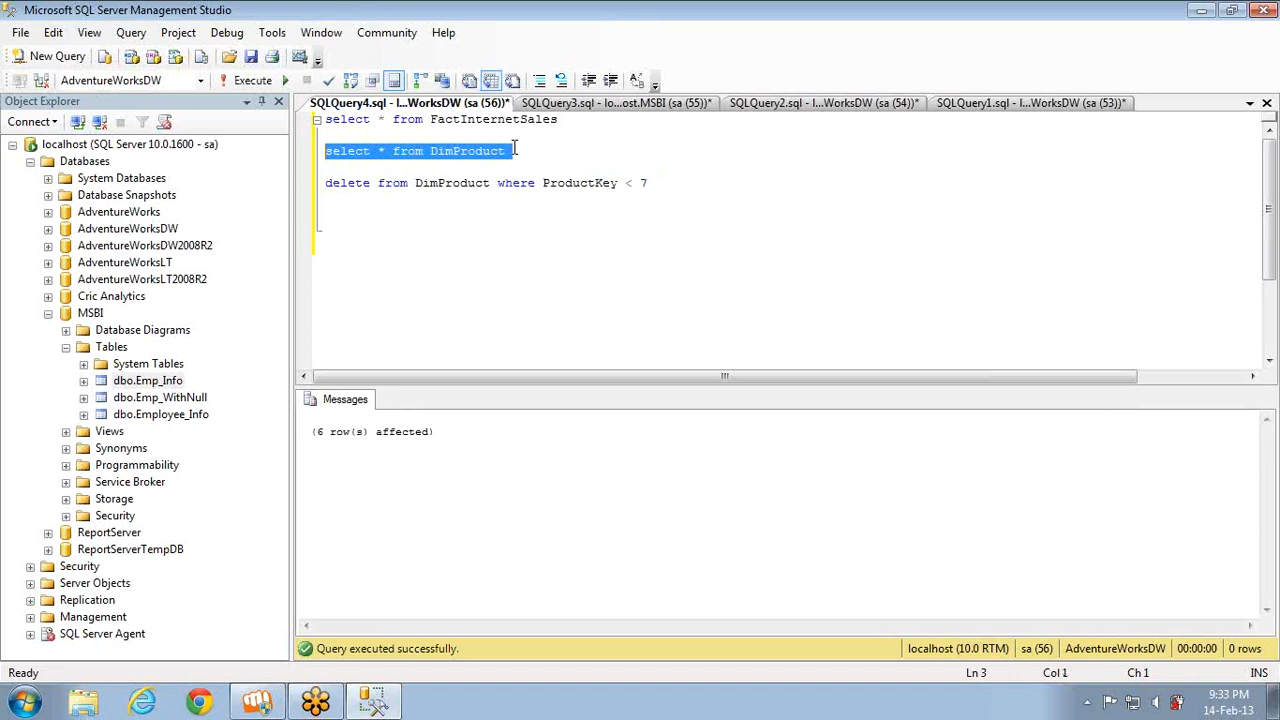 Microsoft SQL Server Management Studio
File Edit View Query Project Debug Tools Window Community Help
New Query
AdventureWorksDW Execute
Object Explorer
Connect
localhost (SQL Server 10.0.1600 - sa)
Databases
System Databases
Database Snapshots
AdventureWorks
AdventureWorksDW
AdventureWorksDW2008R2
AdventureWorksLT
AdventureWorksLT2008R2
Cric Analytics
MSBI
Database Diagrams
Tables
System Tables
dbo.Emp_Info
dbo.Emp_WithNull
dbo.Employee_Info
Views
Synonyms
Programmability
Service Broker
Storage
Security
ReportServer
ReportServerTempDB
Security
Server Objects
Replication
Management
SQL Server Agent
SQLQuery4.sql - l...WorksDW (sa (56))* SQLQuery3.sql - lo...ost.MSBI (sa (55))* SQLQuery2.sql - l...WorksDW (sa (54))* SQLQuery1.sql - l...WorksDW (sa (53))*
select * from FactInternetSales
select * from DimProduct
delete from DimProduct where ProductKey < 7
Messages
(6 row(s) affected)
Query executed successfully. localhost (10.0 RTM) sa (56) AdventureWorksDW 00:00:00 0 rows
Ready Ln 3 Col 1 Ch 1 INS
9:33 PM
14-Feb-13